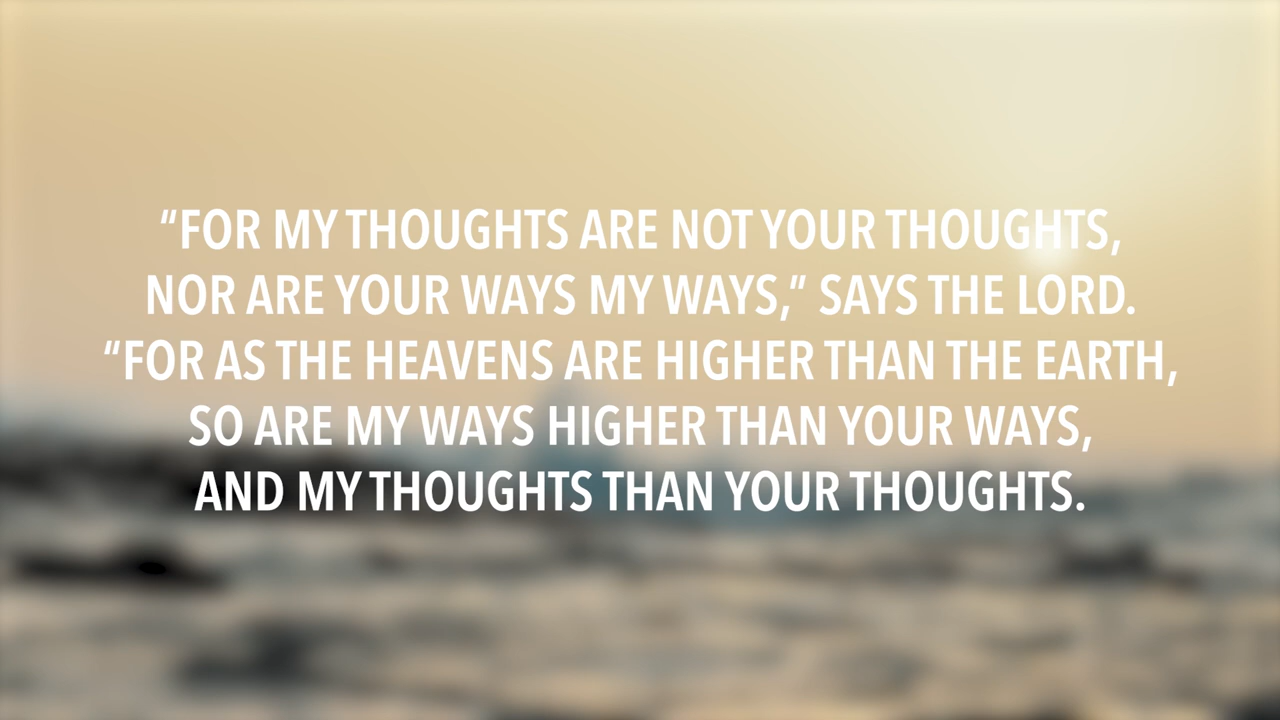 “FOR MY THOUGHTS ARE NOT YOUR THOUGHTS,
NOR ARE YOUR WAYS MY WAYS,” SAYS THE LORD.
“FOR AS THE HEAVENS ARE HIGHER THAN THE EARTH,
SO ARE MY WAYS HIGHER THAN YOUR WAYS,
AND MY THOUGHTS THAN YOUR THOUGHTS.